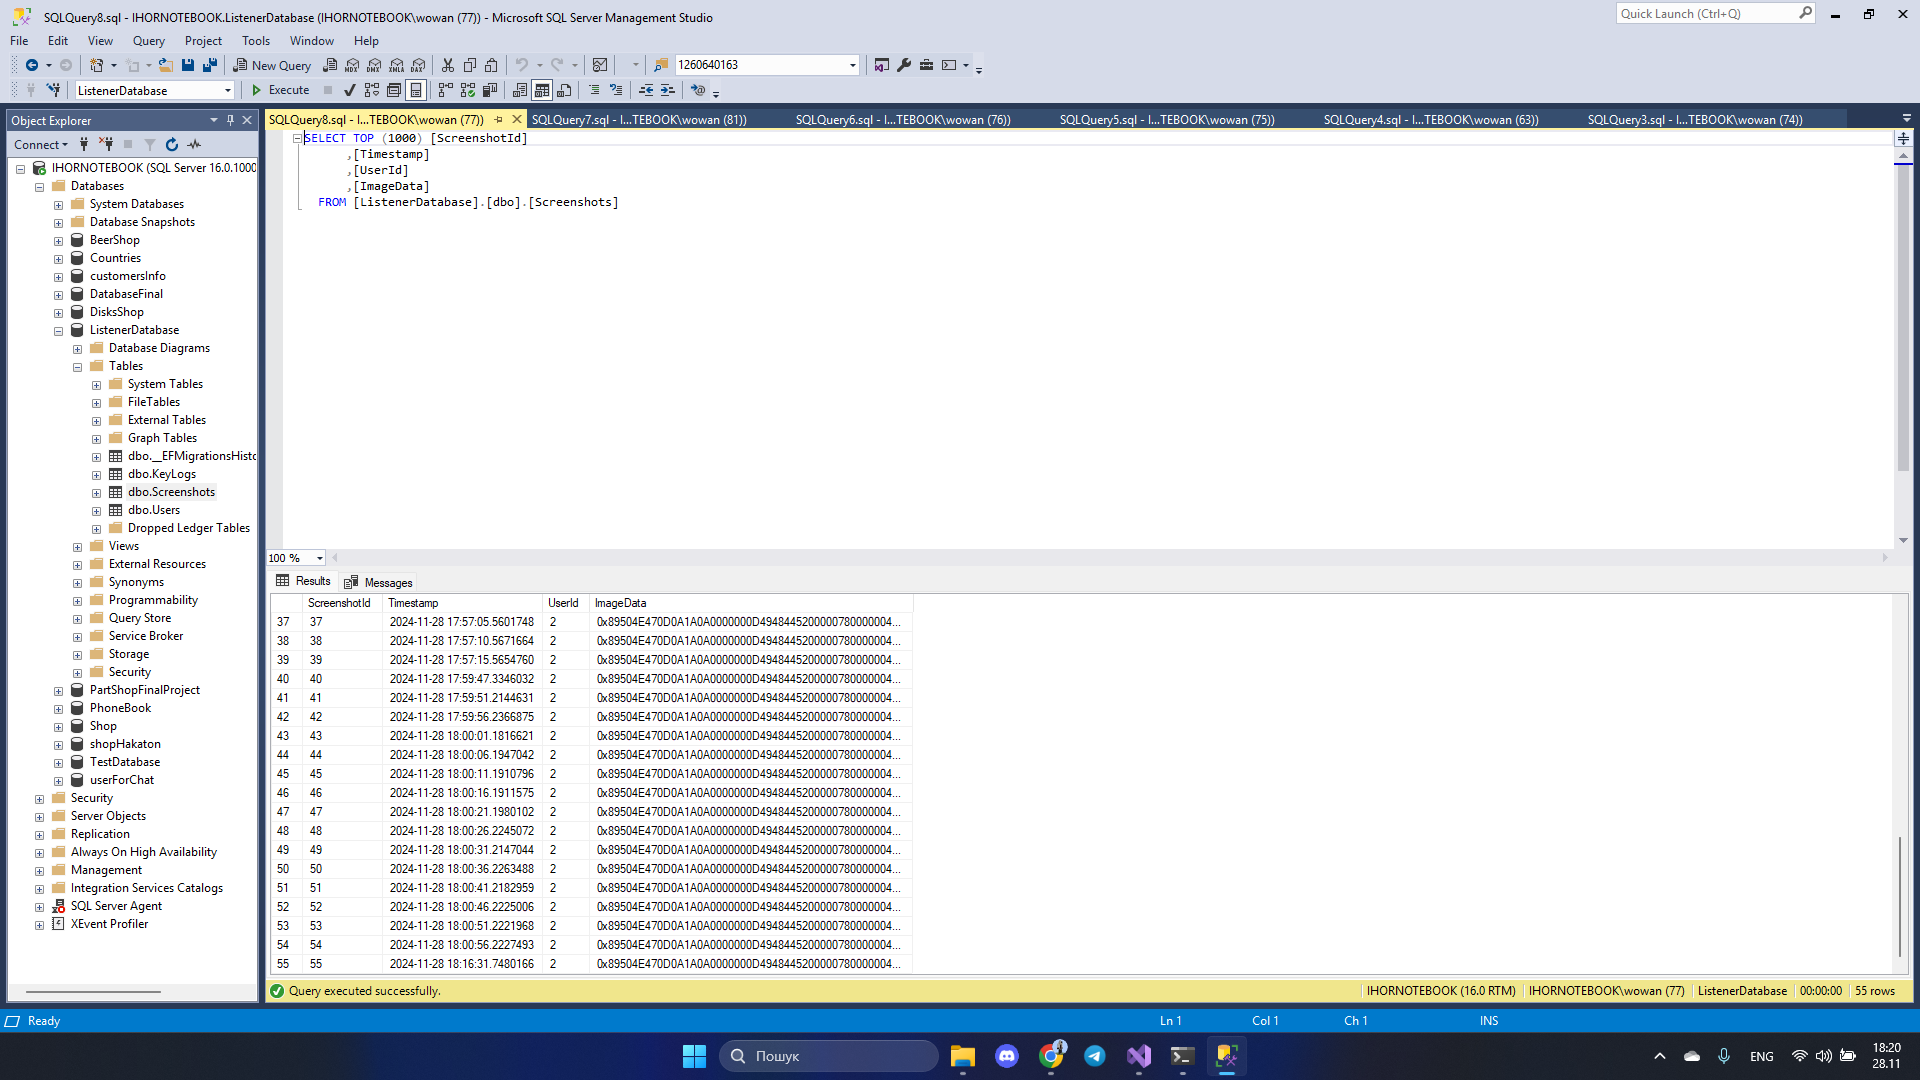 SQLQuery8.sql - IHORNOTEBOOK.ListenerDatabase (IHORNOTEBOOK\wowan (77)) - Microsoft SQL Server Management Studio
Quick Launch (Ctrl+Q)
File Edit View Query Project Tools Window Help
New Query MDX DMX XMLA DAX 1260640163
ListenerDatabase Execute
Object Explorer
SQLQuery8.sql - I...TEBOOK\wowan (77)) SQLQuery7.sql - I...TEBOOK\wowan (81)) SQLQuery6.sql - I...TEBOOK\wowan (76)) SQLQuery5.sql - I...TEBOOK\wowan (75)) SQLQuery4.sql - I...TEBOOK\wowan (63)) SQLQuery3.sql - I...TEBOOK\wowan (74))
Connect
IHORNOTEBOOK (SQL Server 16.0.1000
Databases
System Databases
Database Snapshots
BeerShop
Countries
customersInfo
DatabaseFinal
DisksShop
ListenerDatabase
Database Diagrams
Tables
System Tables
FileTables
External Tables
Graph Tables
dbo.__EFMigrationsHisto
dbo.KeyLogs
dbo.Screenshots
dbo.Users
Dropped Ledger Tables
Views
External Resources
Synonyms
Programmability
Query Store
Service Broker
Storage
Security
PartShopFinalProject
PhoneBook
Shop
shopHakaton
TestDatabase
userForChat
Security
Server Objects
Replication
Always On High Availability
Management
Integration Services Catalogs
SQL Server Agent
XEvent Profiler
SELECT TOP (1000) [ScreenshotId]
,[Timestamp]
,[UserId]
,[ImageData]
FROM [ListenerDatabase].[dbo].[Screenshots]
100 %
Results Messages
ScreenshotId Timestamp UserId ImageData
37 37 2024-11-28 17:57:05.5601748 2 0x89504E470D0A1A0A0000000D4948445200000780000004...
38 38 2024-11-28 17:57:10.5671664 2 0x89504E470D0A1A0A0000000D4948445200000780000004...
39 39 2024-11-28 17:57:15.5654760 2 0x89504E470D0A1A0A0000000D4948445200000780000004...
40 40 2024-11-28 17:59:47.3346032 2 0x89504E470D0A1A0A0000000D4948445200000780000004...
41 41 2024-11-28 17:59:51.2144631 2 0x89504E470D0A1A0A0000000D4948445200000780000004...
42 42 2024-11-28 17:59:56.2366875 2 0x89504E470D0A1A0A0000000D4948445200000780000004...
43 43 2024-11-28 18:00:01.1816621 2 0x89504E470D0A1A0A0000000D4948445200000780000004...
44 44 2024-11-28 18:00:06.1947042 2 0x89504E470D0A1A0A0000000D4948445200000780000004...
45 45 2024-11-28 18:00:11.1910796 2 0x89504E470D0A1A0A0000000D4948445200000780000004...
46 46 2024-11-28 18:00:16.1911575 2 0x89504E470D0A1A0A0000000D4948445200000780000004...
47 47 2024-11-28 18:00:21.1980102 2 0x89504E470D0A1A0A0000000D4948445200000780000004...
48 48 2024-11-28 18:00:26.2245072 2 0x89504E470D0A1A0A0000000D4948445200000780000004...
49 49 2024-11-28 18:00:31.2147044 2 0x89504E470D0A1A0A0000000D4948445200000780000004...
50 50 2024-11-28 18:00:36.2263488 2 0x89504E470D0A1A0A0000000D4948445200000780000004...
51 51 2024-11-28 18:00:41.2182959 2 0x89504E470D0A1A0A0000000D4948445200000780000004...
52 52 2024-11-28 18:00:46.2225006 2 0x89504E470D0A1A0A0000000D4948445200000780000004...
53 53 2024-11-28 18:00:51.2221968 2 0x89504E470D0A1A0A0000000D4948445200000780000004...
54 54 2024-11-28 18:00:56.2227493 2 0x89504E470D0A1A0A0000000D4948445200000780000004...
55 55 2024-11-28 18:16:31.7480166 2 0x89504E470D0A1A0A0000000D4948445200000780000004...
Query executed successfully. IHORNOTEBOOK (16.0 RTM) IHORNOTEBOOK\wowan (77) ListenerDatabase 00:00:00 55 rows
Ready Ln 1 Col 1 Ch 1 INS
Пошук ENG 18:20
28.11